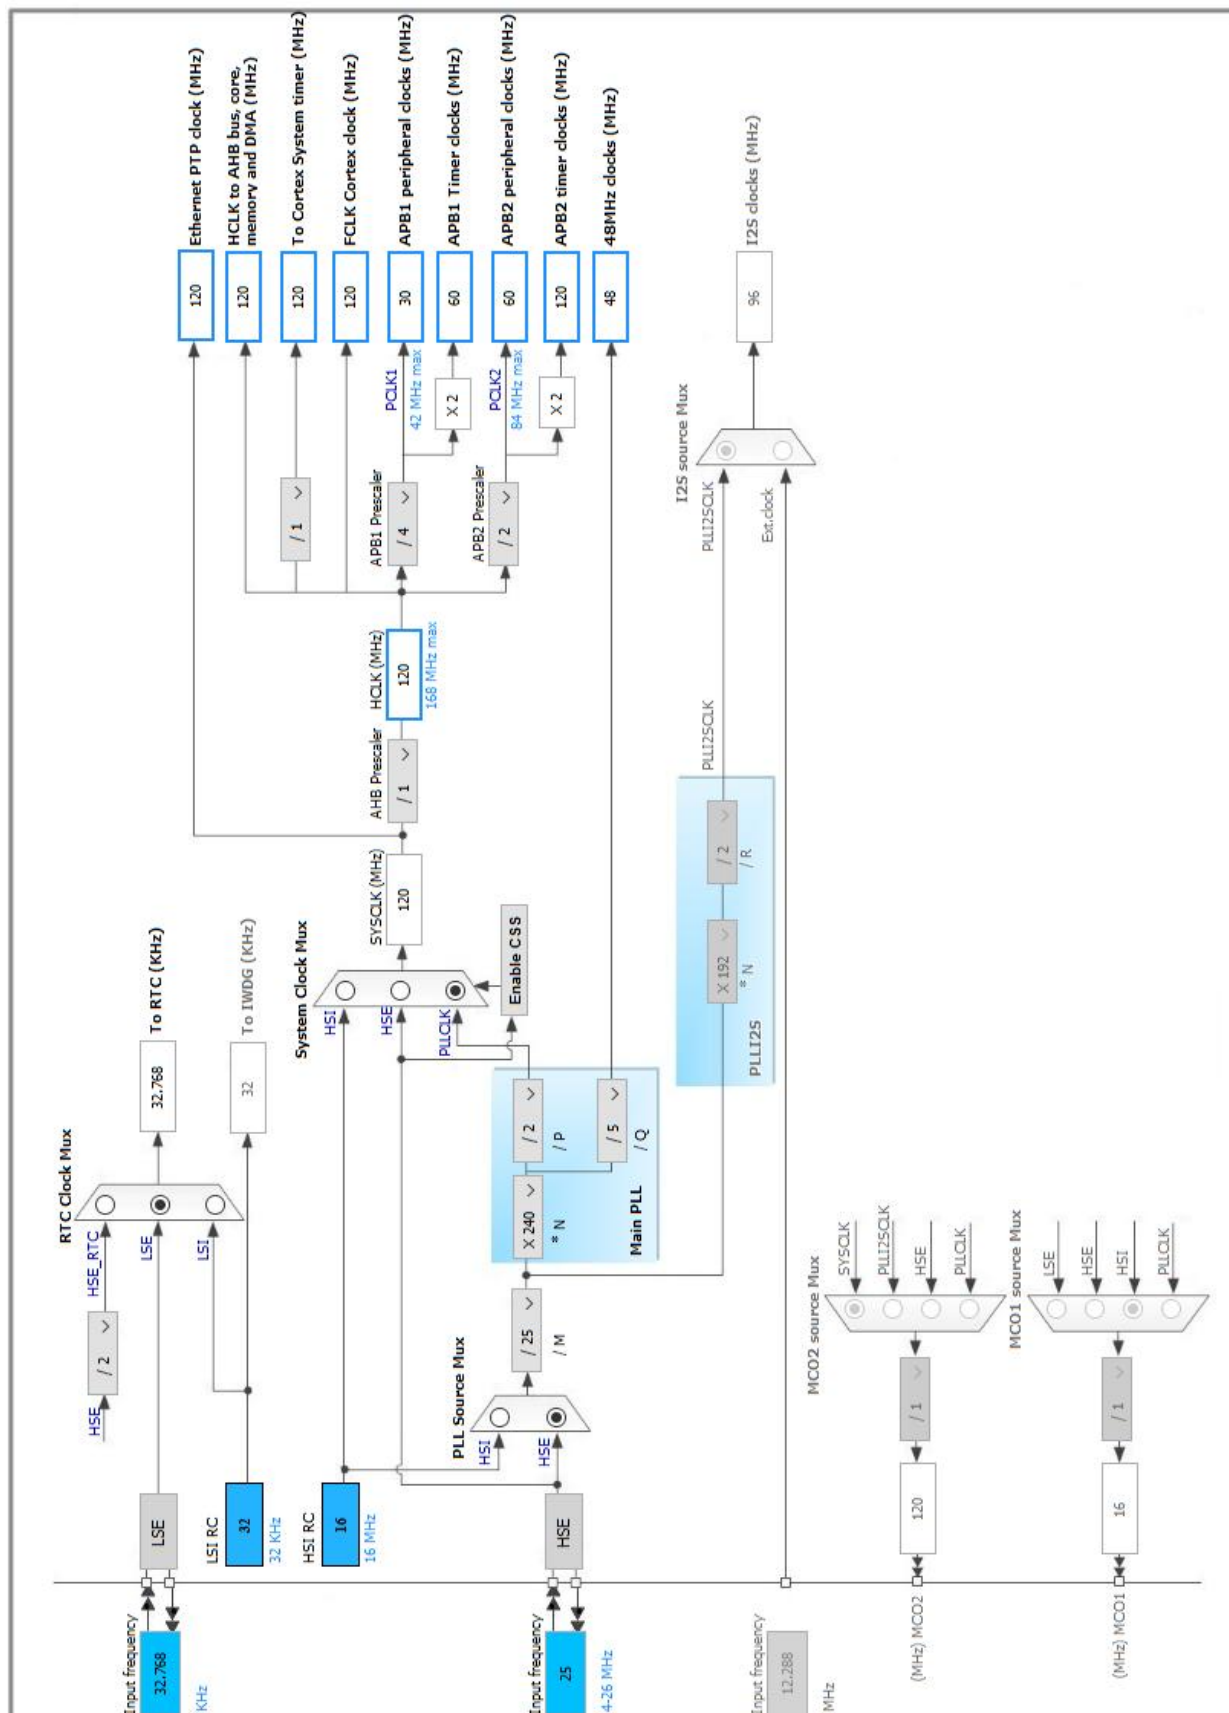 Input frequency
32.768
KHz
LSE
HSE
/ 2
HSE_RTC
LSE
LSI
RTC Clock Mux
32.768
To RTC (KHz)
LSI RC
32
32 KHz
32
To IWDG (KHz)
HSI RC
16
16 MHz
System Clock Mux
HSI
HSE
PLLCLK
Enable CSS
SYSCLK (MHz)
120
AHB Prescaler
/ 1
HCLK (MHz)
120
168 MHz max
/ 1
APB1 Prescaler
/ 4
PCLK1
42 MHz max
X 2
APB2 Prescaler
/ 2
PCLK2
84 MHz max
X 2
120
Ethernet PTP clock (MHz)
120
HCLK to AHB bus, core,
memory and DMA (MHz)
120
To Cortex System timer (MHz)
120
FCLK Cortex clock (MHz)
30
APB1 peripheral clocks (MHz)
60
APB1 Timer clocks (MHz)
60
APB2 peripheral clocks (MHz)
120
APB2 timer clocks (MHz)
48
48MHz clocks (MHz)
Input frequency
25
4-26 MHz
HSE
PLL Source Mux
HSI
HSE
/ 25
/ M
X 240
* N
/ 2
/ P
/ 5
/ Q
Main PLL
X 192
* N
/ 2
/ R
PLLI2S
PLLI2SCLK
PLLI2SCLK
Ext.clock
I2S source Mux
96
I2S clocks (MHz)
Input frequency
12.288
MHz
(MHz) MCO2
120
/ 1
MCO2 source Mux
SYSCLK
PLLI2SCLK
HSE
PLLCLK
(MHz) MCO1
16
/ 1
MCO1 source Mux
LSE
HSE
HSI
PLLCLK